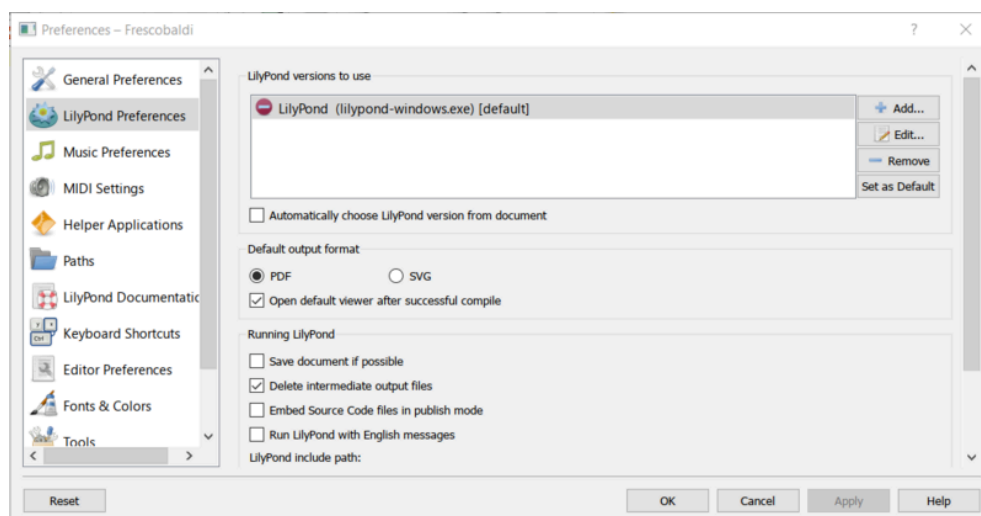 Preferences – Frescobaldi
?
General Preferences
LilyPond Preferences
Music Preferences
MIDI Settings
Helper Applications
Paths
LilyPond Documentatic
Keyboard Shortcuts
Editor Preferences
Fonts & Colors
Tools
LilyPond versions to use
LilyPond (lilypond-windows.exe) [default]
Add...
Edit...
Remove
Set as Default
Automatically choose LilyPond version from document
Default output format
PDF
SVG
Open default viewer after successful compile
Running LilyPond
Save document if possible
Delete intermediate output files
Embed Source Code files in publish mode
Run LilyPond with English messages
LilyPond include path:
Reset
OK
Cancel
Apply
Help